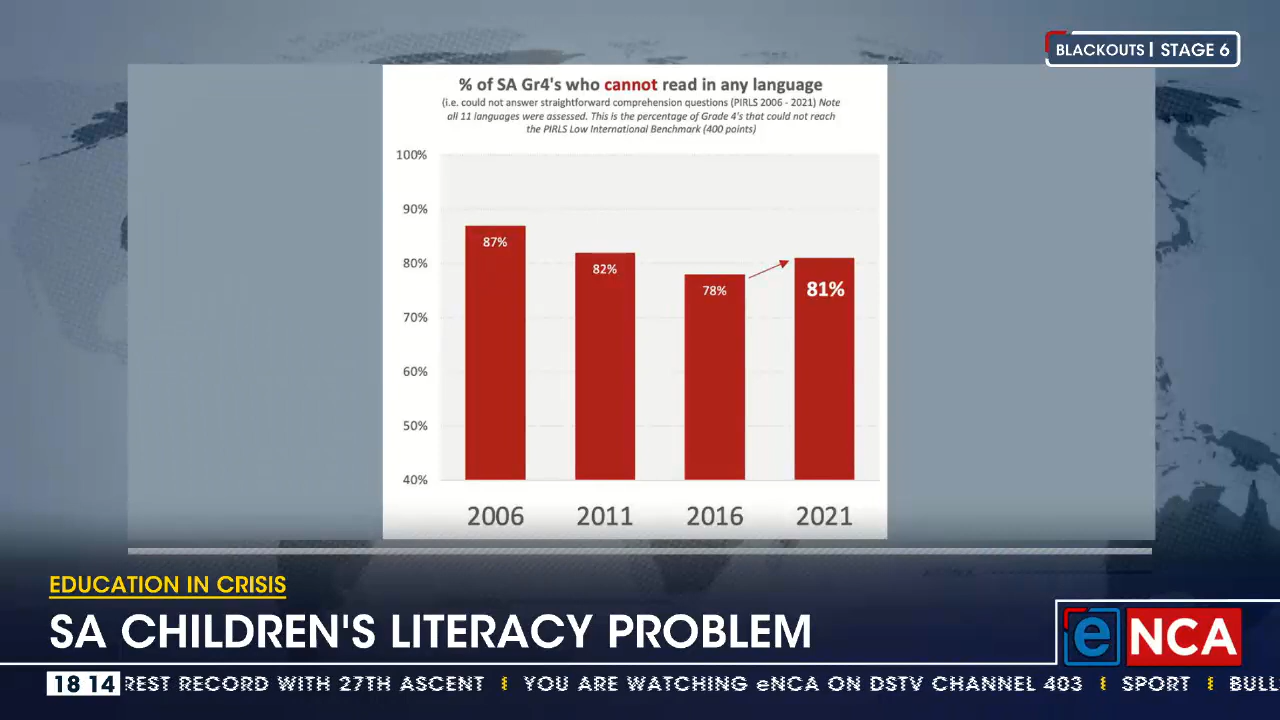 BLACKOUTS | STAGE 6
% of SA Gr4's who cannot read in any language
(i.e. could not answer straightforward comprehension questions (PIRLS 2006 - 2021) Note
all 11 languages were assessed. This is the percentage of Grade 4's that could not reach
the PIRLS Low International Benchmark (400 points)
100%
90%
80%
70%
60%
50%
40%
87%
82%
78%
81%
2006 2011 2016 2021
EDUCATION IN CRISIS
SA CHILDREN'S LITERACY PROBLEM
eNCA
18 14 REST RECORD WITH 27TH ASCENT YOU ARE WATCHING eNCA ON DSTV CHANNEL 403 SPORT BULL